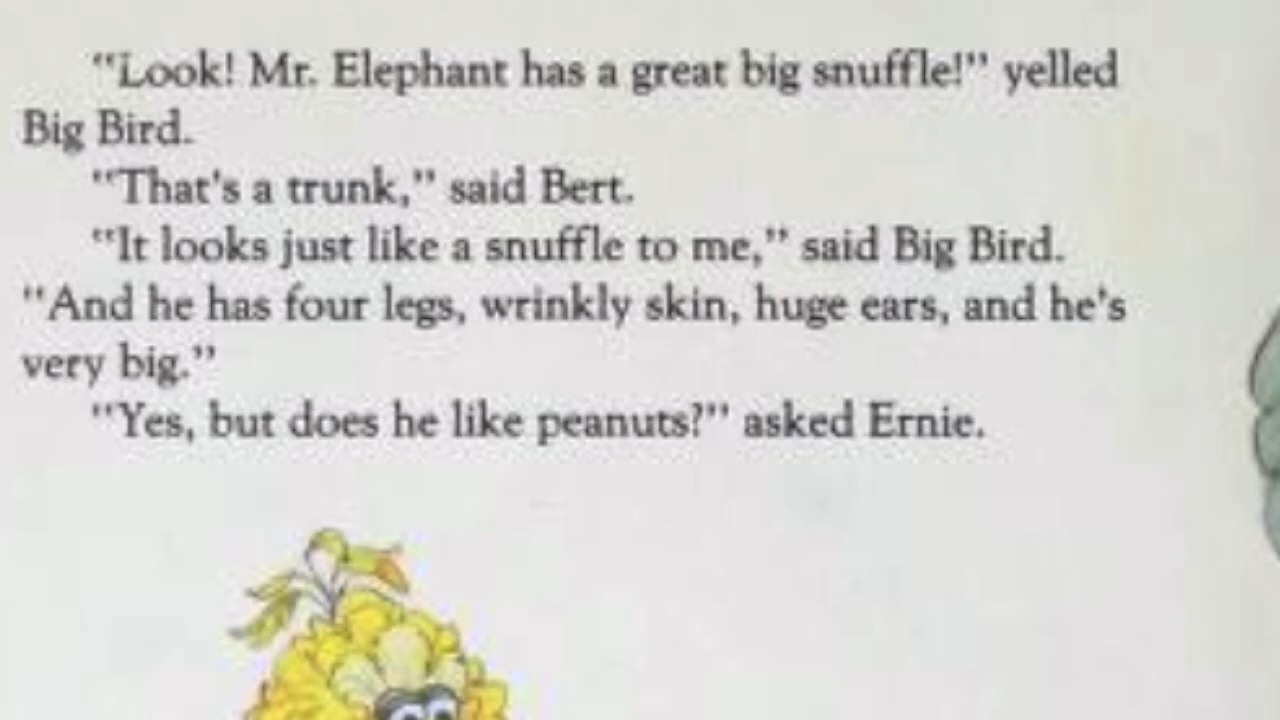 “Look! Mr. Elephant has a great big snuffle!” yelled
Big Bird.
“That's a trunk,” said Bert.
“It looks just like a snuffle to me,” said Big Bird.
“And he has four legs, wrinkly skin, huge ears, and he's
very big.”
“Yes, but does he like peanuts?” asked Ernie.